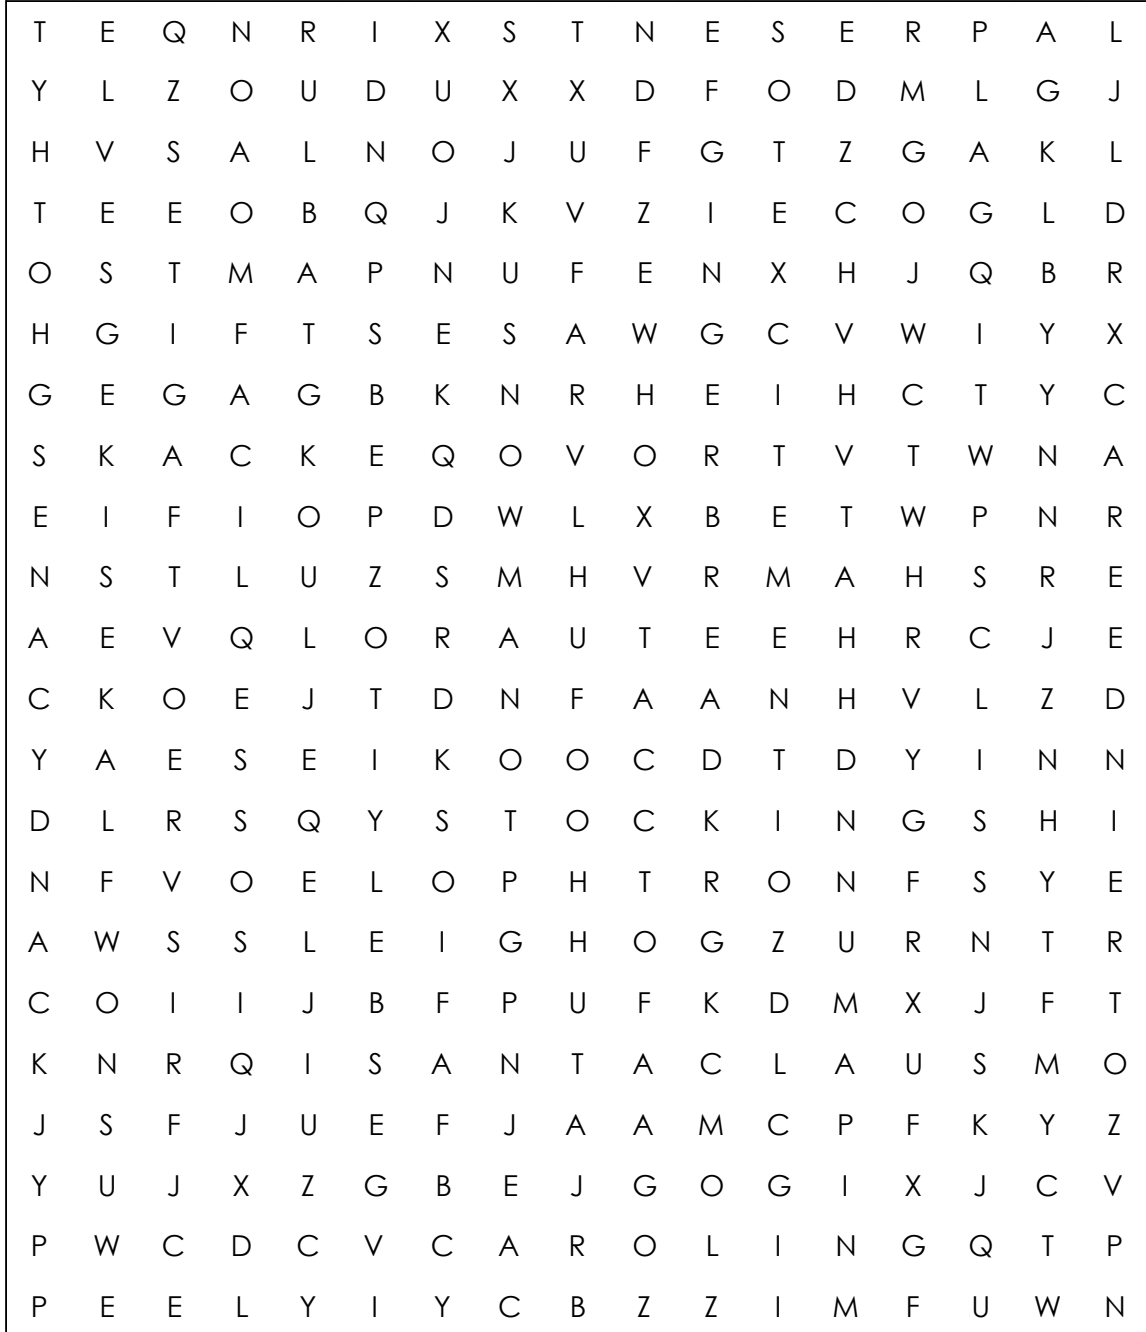 T E Q N R I X S T N E S E R P A L
Y L Z O U D U X X D F O D M L G J
H V S A L N O J U F G T Z G A K L
T E E O B Q J K V Z I E C O G L D
O S T M A P N U F E N X H J Q B R
H G I F T S E S A W G C V W I Y X
G E G A G B K N R H E I H C T Y C
S K A C K E Q O V O R T V T W N A
E I F I O P D W L X B E T W P N R
N S T L U Z S M H V R M A H S R E
A E V Q L O R A U T E E H R C J E
C K O E J T D N F A A N H V L Z D
Y A E S E I K O O C D T D Y I N N
D L R S Q Y S T O C K I N G S H I
N F V O E L O P H T R O N F S Y E
A W S S L E I G H O G Z U R N T R
C O I I J B F P U F K D M X J F T
K N R Q I S A N T A C L A U S M O
J S F J U E F J A A M C P F K Y Z
Y U J X Z G B E J G O G I X J C V
P W C D C V C A R O L I N G Q T P
P E E L Y I Y C B Z Z I M F U W N